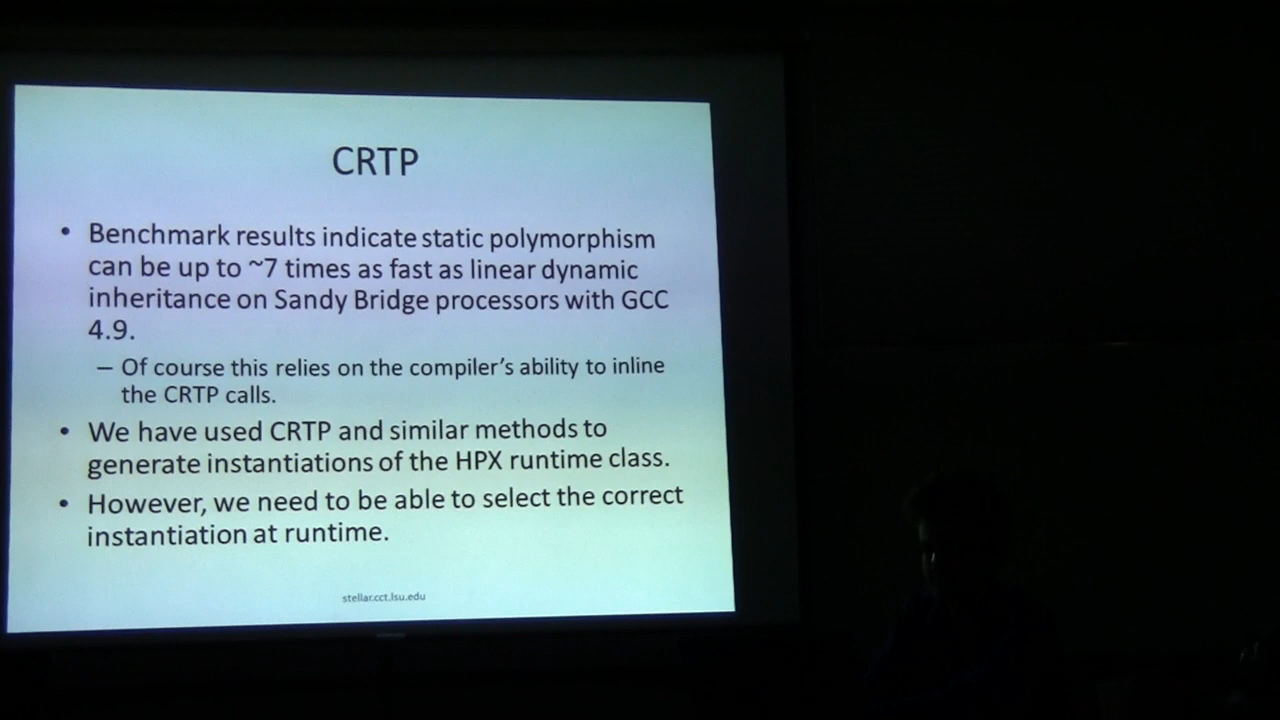 CRTP
• Benchmark results indicate static polymorphism
can be up to ~7 times as fast as linear dynamic
inheritance on Sandy Bridge processors with GCC
4.9.
– Of course this relies on the compiler's ability to inline
the CRTP calls.
• We have used CRTP and similar methods to
generate instantiations of the HPX runtime class.
• However, we need to be able to select the correct
instantiation at runtime.
stellar.cct.lsu.edu